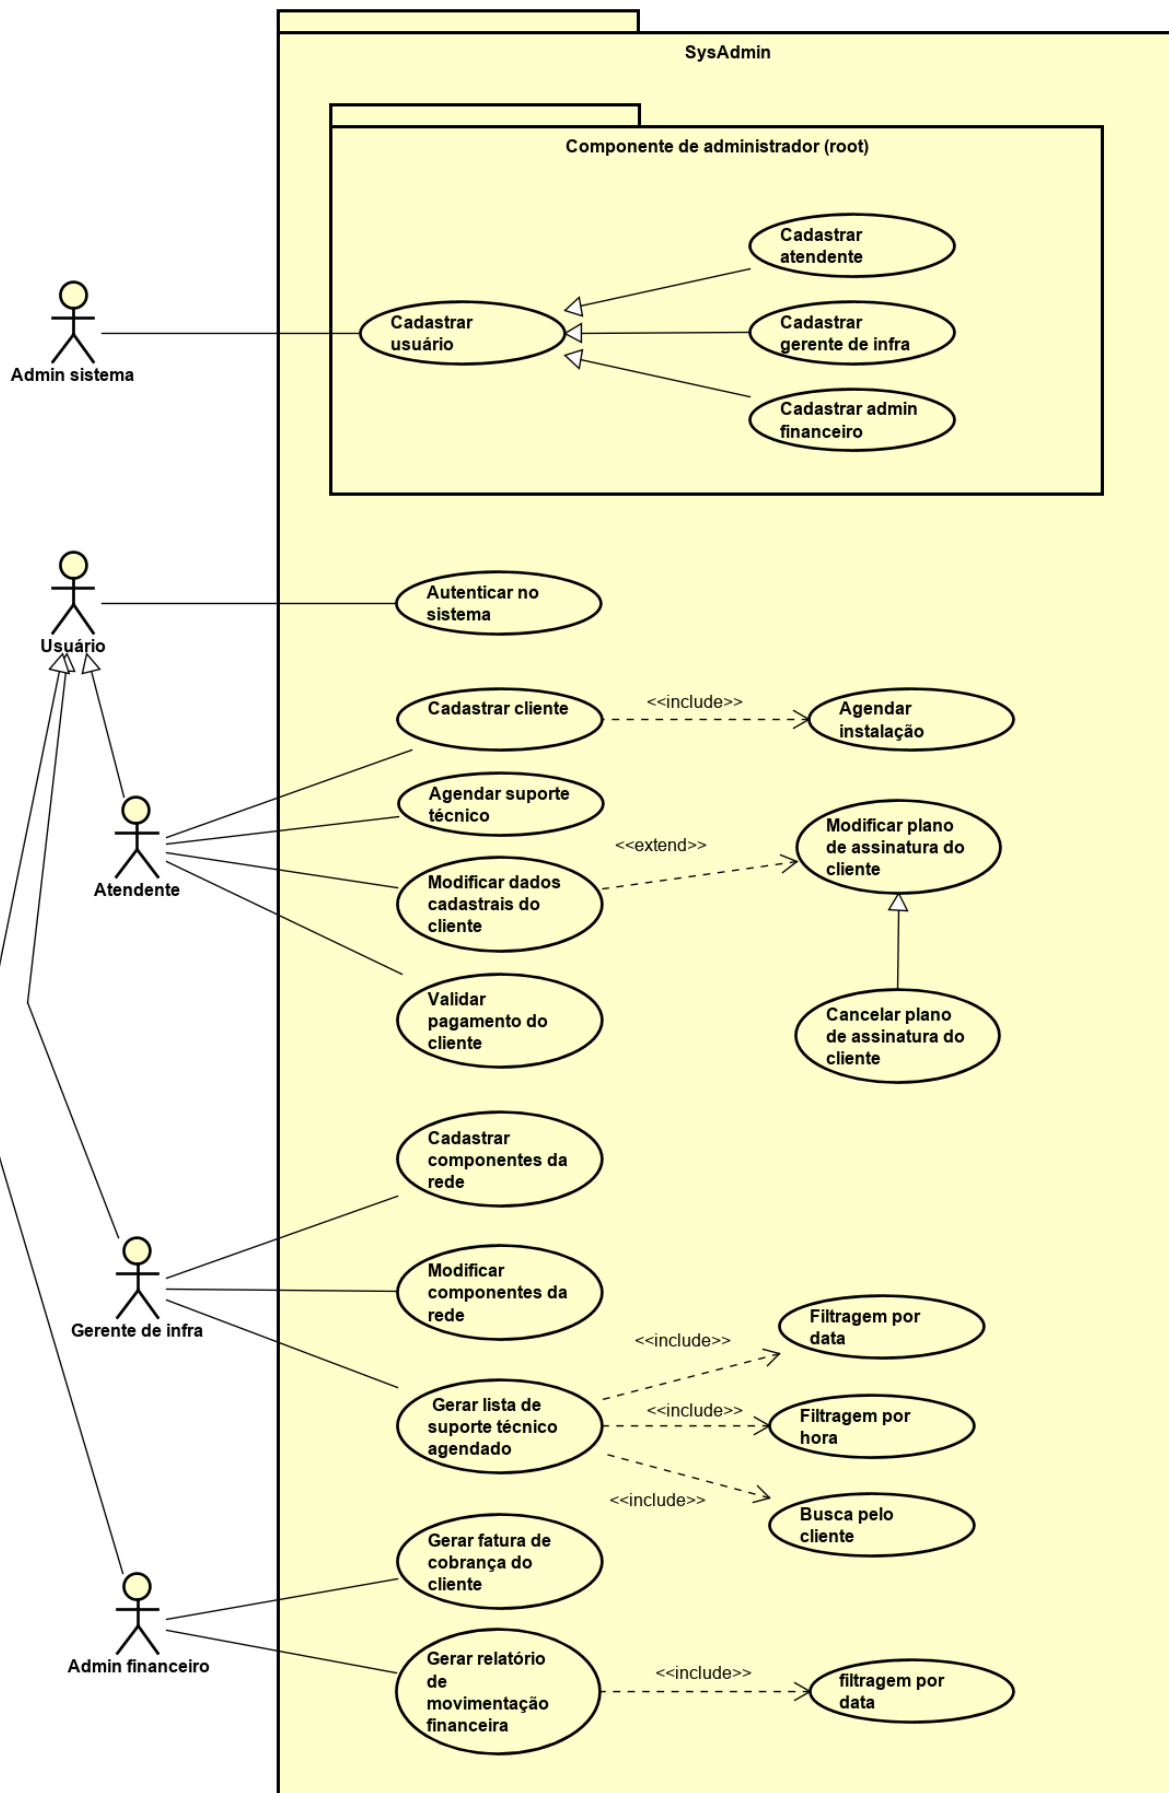 SysAdmin
Componente de administrador (root)
Cadastrar
atendente
Cadastrar
usuário
Cadastrar
gerente de infra
Cadastrar admin
financeiro
Admin sistema
Autenticar no
sistema
Usuário
Cadastrar cliente
<<include>>
Agendar
instalação
Agendar suporte
técnico
Atendente
Modificar dados
cadastrais do
cliente
<<extend>>
Modificar plano
de assinatura do
cliente
Validar
pagamento do
cliente
Cancelar plano
de assinatura do
cliente
Cadastrar
componentes da
rede
Modificar
componentes da
rede
Gerente de infra
Gerar lista de
suporte técnico
agendado
<<include>>
Filtragem por
data
<<include>>
Filtragem por
hora
<<include>>
Busca pelo
cliente
Gerar fatura de
cobrança do
cliente
Admin financeiro
Gerar relatório
de
movimentação
financeira
<<include>>
filtragem por
data